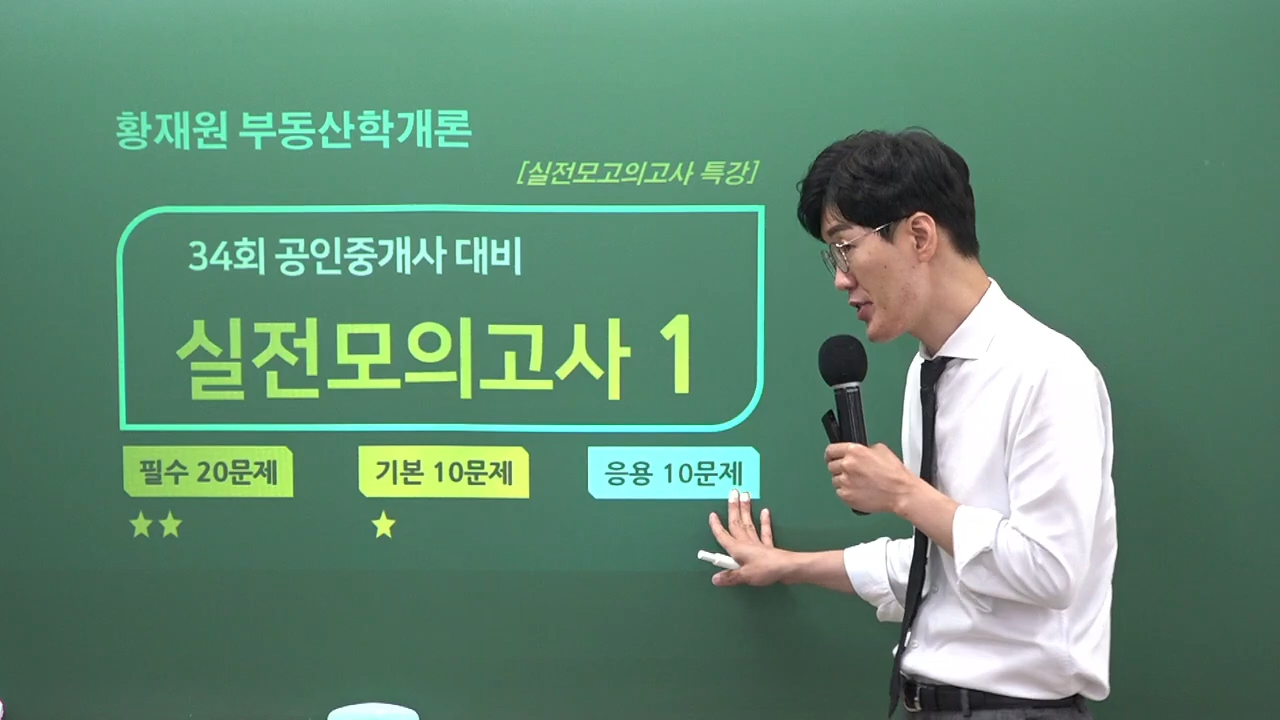 황재원 부동산학개론
[실전모고의고사 특강]
34회 공인중개사 대비
실전모의고사 1
필수 20문제
기본 10문제
응용 10문제